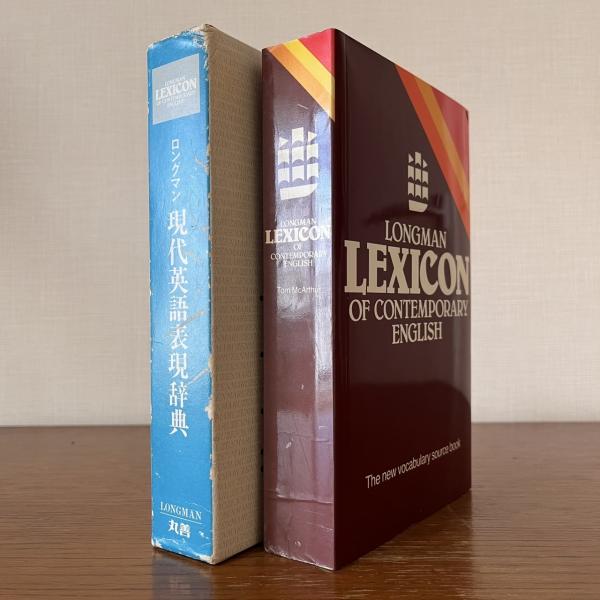 LONGMAN
LEXICON
OF CONTEMPORARY
ENGLISH
ロングマン
現代英語表現辞典
LONGMAN
丸善
LONGMAN
LEXICON
OF
CONTEMPORARY
ENGLISH
Tom McArthur
LONGMAN
LEXICON
OF CONTEMPORARY
ENGLISH
The new vocabulary source book